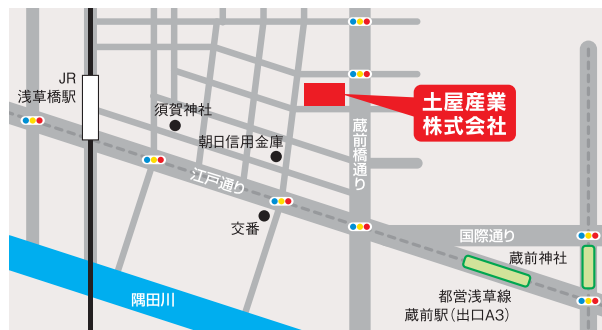 JR
浅草橋駅
須賀神社
朝日信用金庫
土屋産業
株式会社
蔵前橋通り
江戸通り
交番
国際通り
蔵前神社
都営浅草線
蔵前駅(出口A3)
隅田川